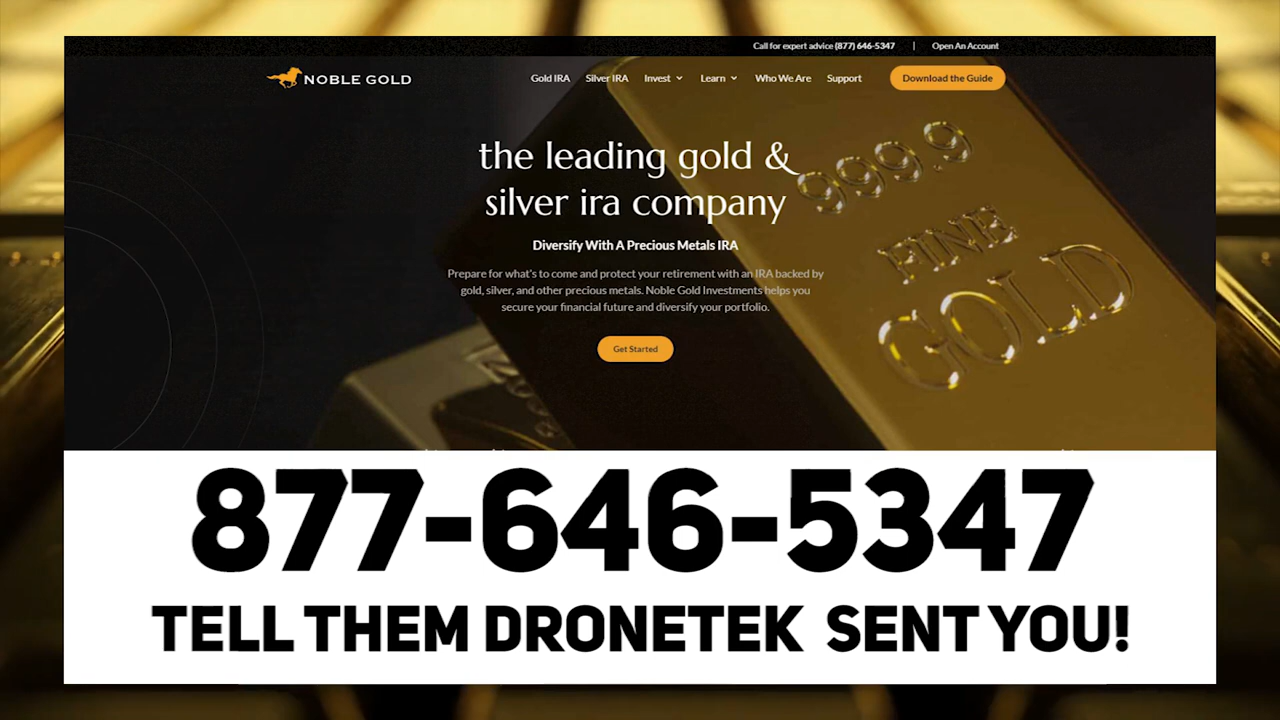 Call for expert advice (877) 646-5347 | Open An Account
NOBLE GOLD Gold IRA Silver IRA Invest Learn Who We Are Support Download the Guide
the leading gold &
silver ira company
Diversify With A Precious Metals IRA
Prepare for what's to come and protect your retirement with an IRA backed by
gold, silver, and other precious metals. Noble Gold Investments helps you
secure your financial future and diversify your portfolio.
Get Started
999.9
FINE
GOLD
877-646-5347
TELL THEM DRONETEK SENT YOU!